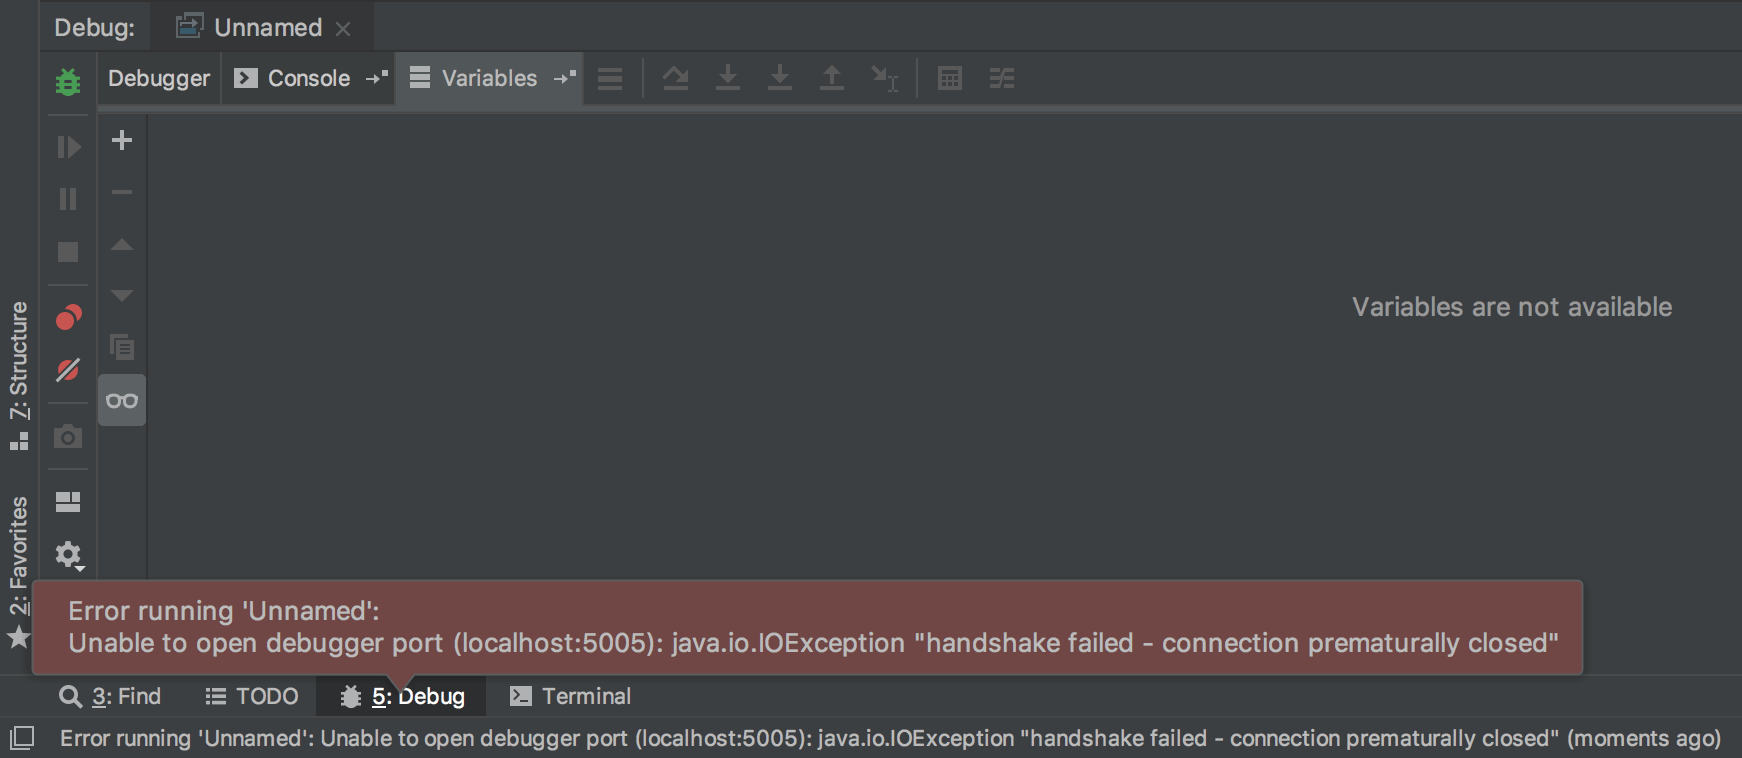 Debug: Unnamed
Debugger Console Variables
Variables are not available
7: Structure
2: Favorites
Error running 'Unnamed':
Unable to open debugger port (localhost:5005): java.io.IOException "handshake failed - connection prematurally closed"
3: Find TODO 5: Debug Terminal
Error running 'Unnamed': Unable to open debugger port (localhost:5005): java.io.IOException "handshake failed - connection prematurally closed" (moments ago)